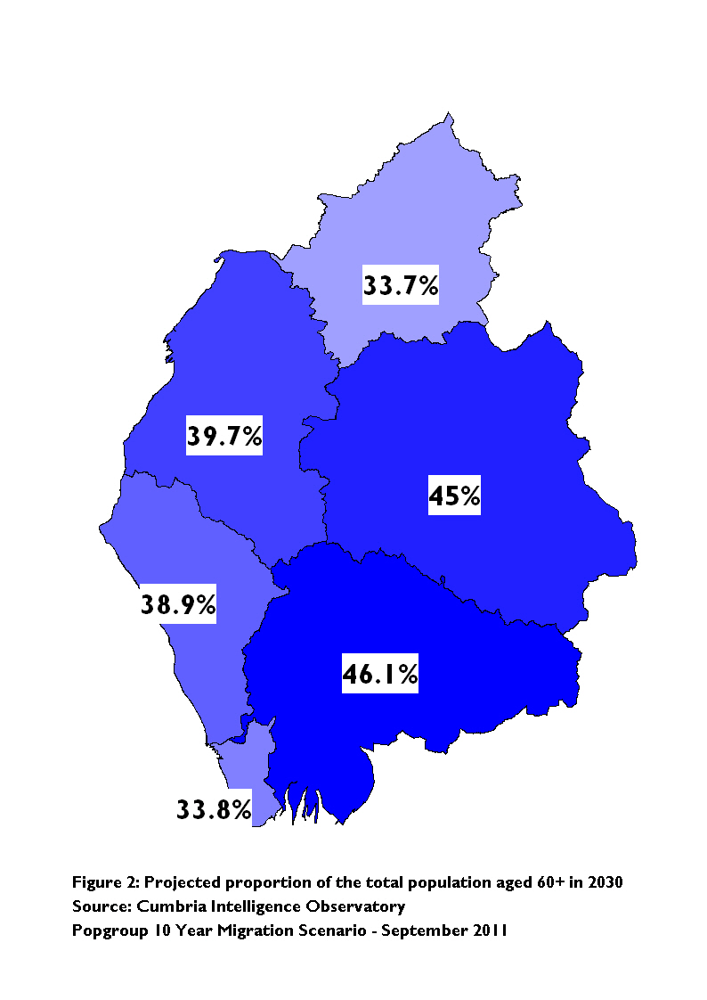 33.7%
39.7%
45%
38.9%
46.1%
33.8%
Figure 2: Projected proportion of the total population aged 60+ in 2030
Source: Cumbria Intelligence Observatory
Popgroup 10 Year Migration Scenario - September 2011